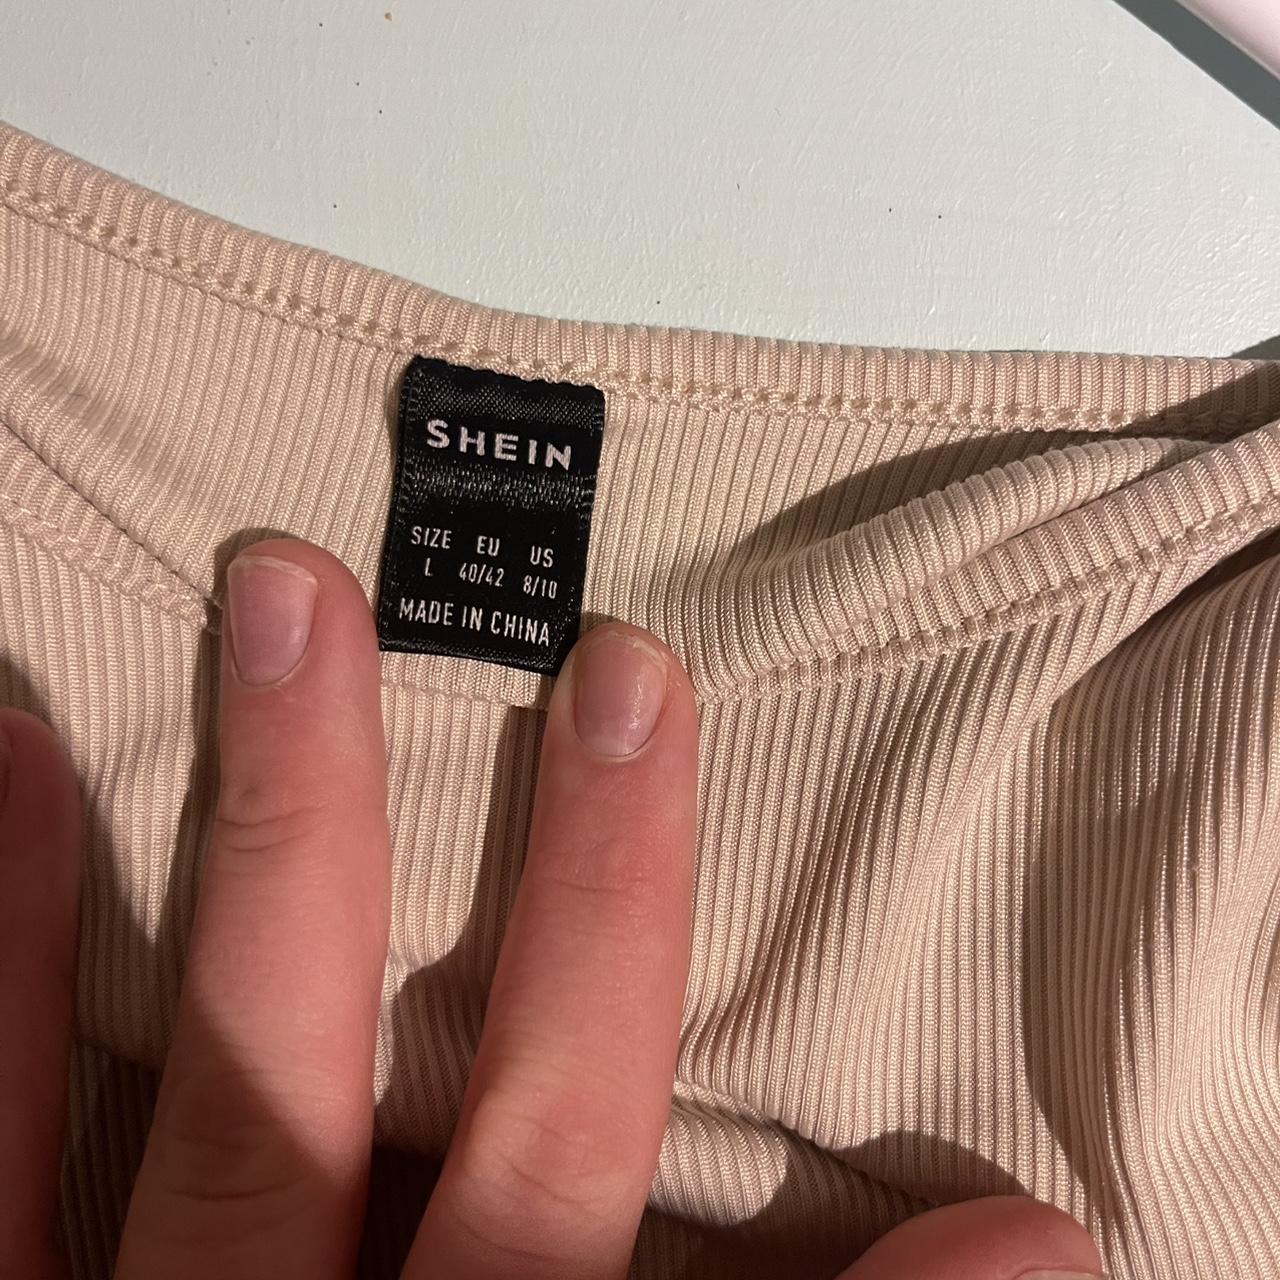 SHEIN
SIZE EU US
L 40/42 8/10
MADE IN CHINA